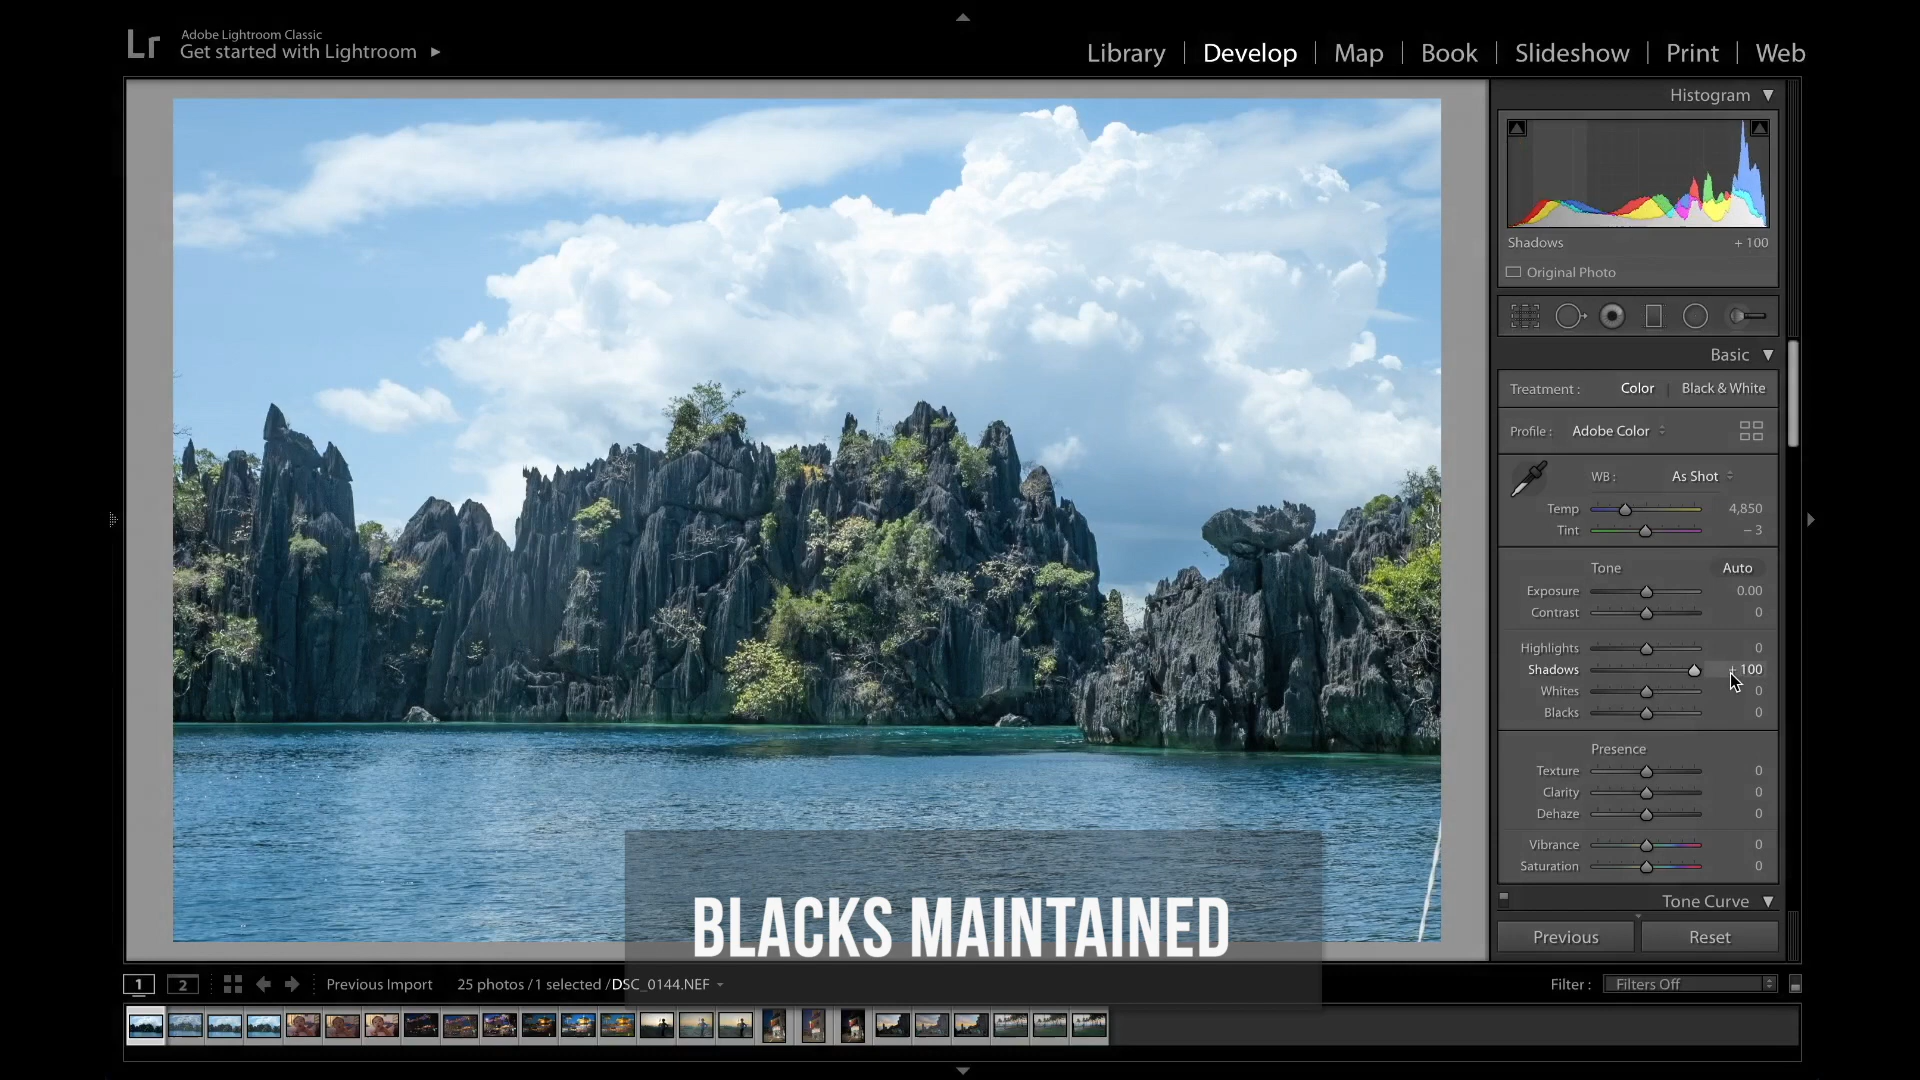 Lr
Adobe Lightroom Classic
Get started with Lightroom
Library | Develop | Map | Book | Slideshow | Print | Web
Histogram
Shadows + 100
Original Photo
Basic
Treatment : Color | Black & White
Profile : Adobe Color
WB : As Shot
Temp 4,850
Tint − 3
Tone Auto
Exposure 0.00
Contrast 0
Highlights 0
Shadows + 100
Whites 0
Blacks 0
Presence
Texture 0
Clarity 0
Dehaze 0
Vibrance 0
Saturation 0
Tone Curve
Previous Reset
BLACKS MAINTAINED
1 2 Previous Import 25 photos / 1 selected / DSC_0144.NEF Filter : Filters Off